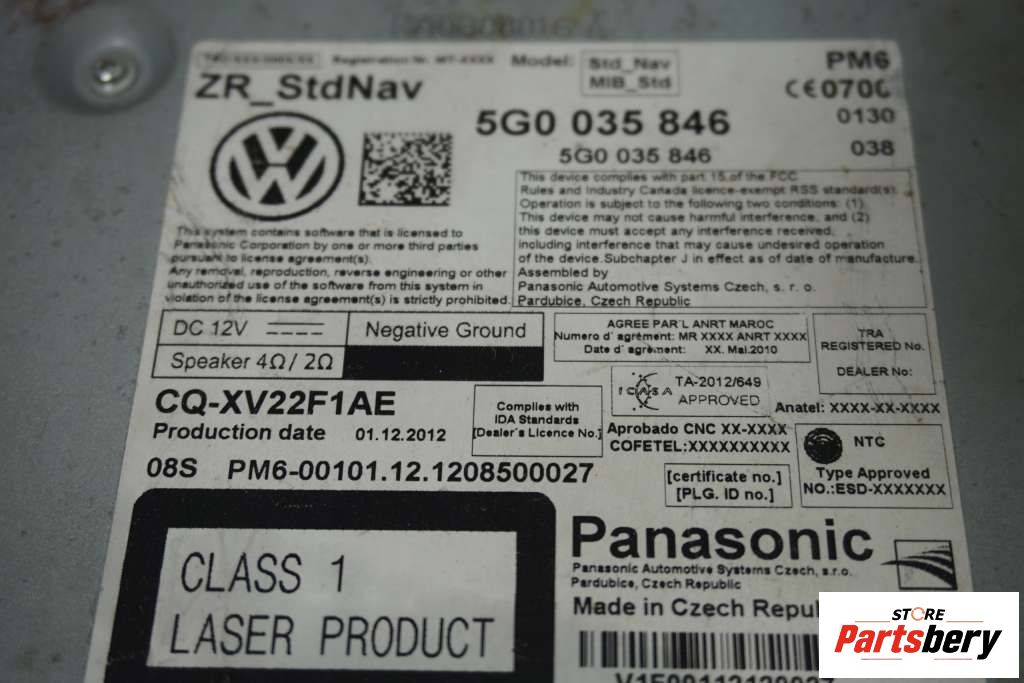 Registration Nr. MT-XXXX
Model:
Std_Nav
MIB_Std
PM6
ZR_StdNav
5G0 035 846
0130
5G0 035 846
038
This device complies with part 15 of the FCC
Rules and Industry Canada licence-exempt RSS standard(s).
Operation is subject to the following two conditions: (1)
This device may not cause harmful interference, and (2)
this device must accept any interference received,
including interference that may cause undesired operation
of the device.Subchapter J in effect as of date of manufacture.
Assembled by
Panasonic Automotive Systems Czech, s. r. o.
Pardubice, Czech Republic
This system contains software that is licensed to
Panasonic Corporation by one or more third parties
pursuant to license agreement(s).
Any removal, reproduction, reverse engineering or other
unauthorized use of the software from this system in
violation of the license agreement(s) is strictly prohibited.
DC 12V
Negative Ground
Speaker 4Ω/ 2Ω
AGREE PAR'L ANRT MAROC
Numero d' agrément: MR XXXX ANRT XXXX
Date d' agrèment: XX. Mai.2010
TRA
REGISTERED No.
DEALER No:
ICASA
TA-2012/649
APPROVED
CQ-XV22F1AE
Production date 01.12.2012
08S PM6-00101.12.1208500027
Complies with
IDA Standards
[Dealer's Licence No.]
Anatel: XXXX-XX-XXXX
Aprobado CNC XX-XXXX
COFETEL:XXXXXXXXXX
NTC
Type Approved
NO.:ESD-XXXXXXX
[certificate no.]
[PLG. ID no.]
CLASS 1
LASER PRODUCT
Panasonic
Panasonic Automotive Systems Czech, s.r.o.
Pardubice, Czech Republic
Made in Czech Repu
STORE
Partsbery